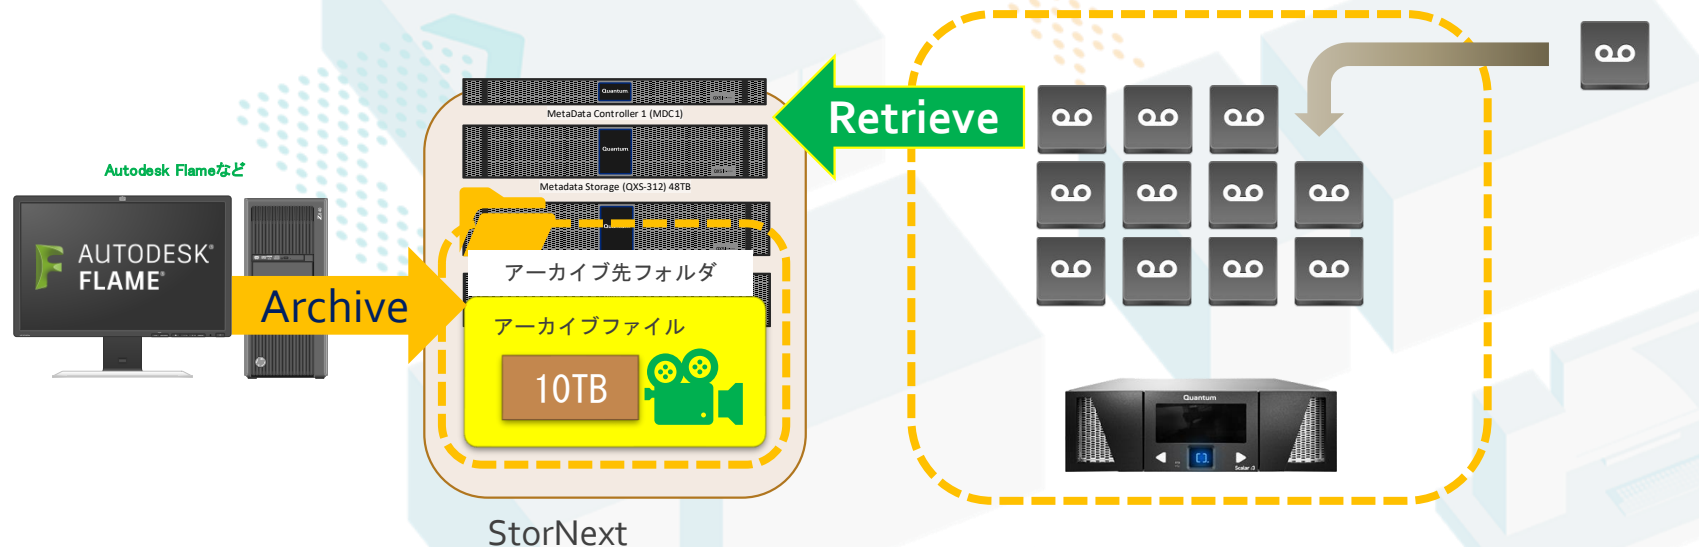 Autodesk Flameなど
AUTODESK®
FLAME®
Archive
Quantum
MetaData Controller 1 (MDC1)
Quantum
Metadata Storage (QXS-312) 48TB
アーカイブ先フォルダ
アーカイブファイル
10TB
StorNext
Retrieve
Quantum
Scalar i3